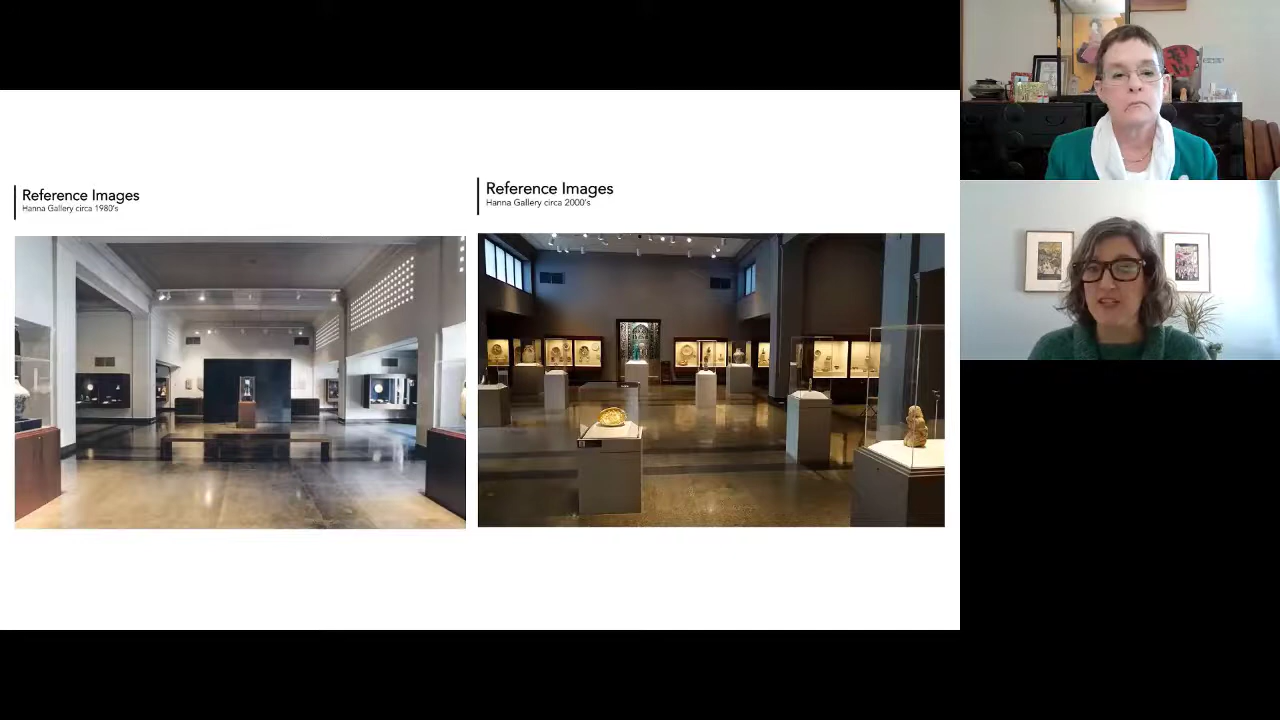 Reference Images
Hanna Gallery circa 1980's
Reference Images
Hanna Gallery circa 2000's